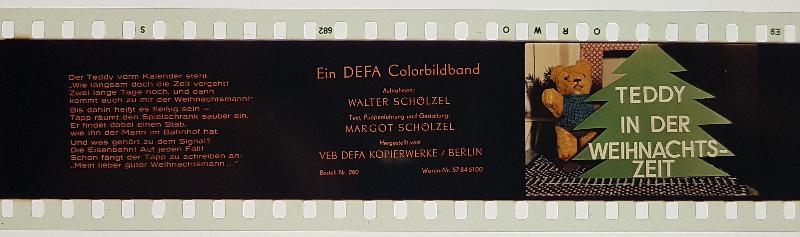 S
682
O R W O
E9
Der Teddy vorm Kalender steht.
„Wie langsam doch die Zeit vergeht!
Zwei lange Tage noch, und dann
kommt auch zu mir der Weihnachtsmann!“
Bis dahin heißt es fleißig sein –
Tapp räumt den Spielschrank sauber ein.
Er findet dabei einen Stab,
wie ihn der Mann im Bahnhof hat.
Und was gehört zu dem Signal?
Die Eisenbahn! Auf jeden Fall!
Schon fängt der Tapp zu schreiben an:
„Mein lieber guter Weihnachtsmann...“
Ein DEFA Colorbildband
Aufnahmen:
WALTER SCHÖLZEL
Text, Puppenführung und Gestaltung:
MARGOT SCHÖLZEL
Hergestellt vom
VEB DEFA KOPIERWERKE / BERLIN
Bestell-Nr. 260 Waren-Nr. 57 84 6100
TEDDY
IN DER
WEIHNACHTS-
ZEIT